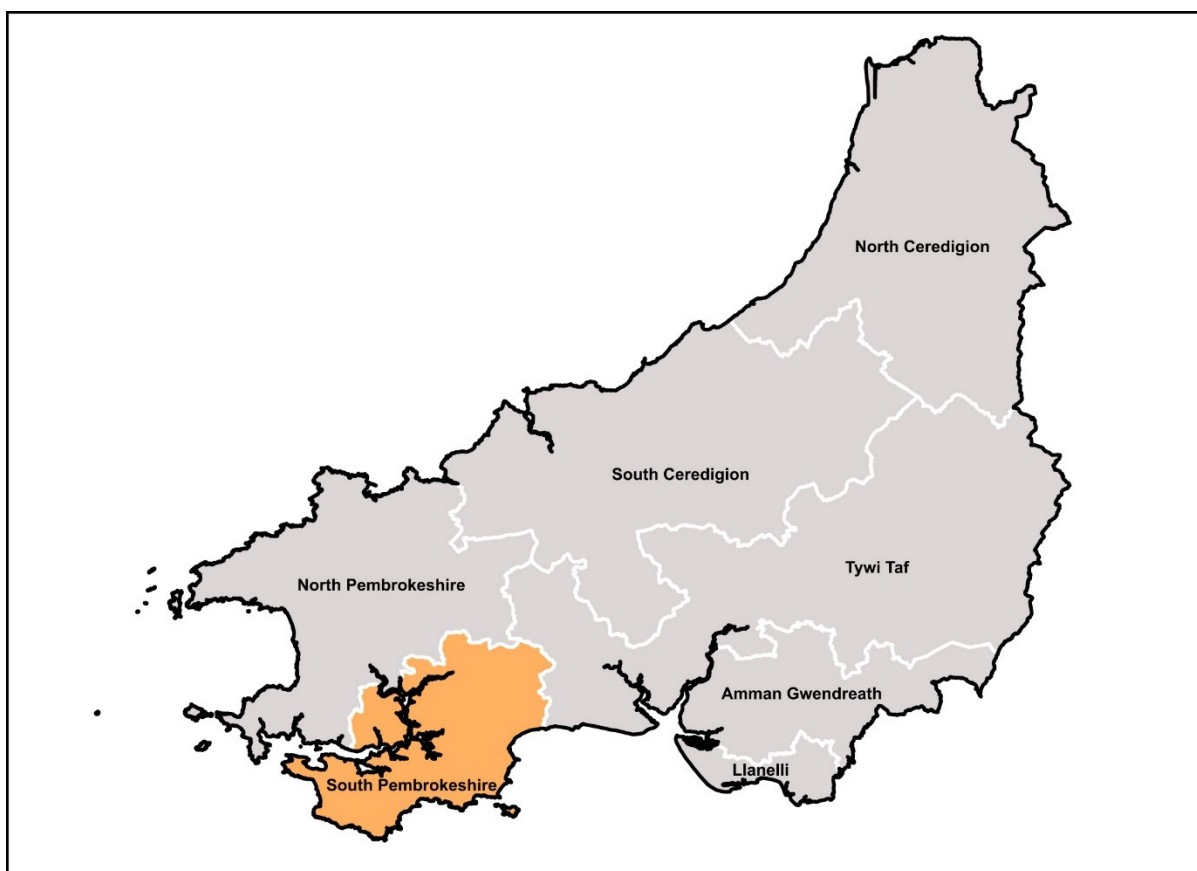 North Ceredigion
South Ceredigion
Tywi Taf
North Pembrokeshire
Amman Gwendreath
Llanelli
South Pembrokeshire